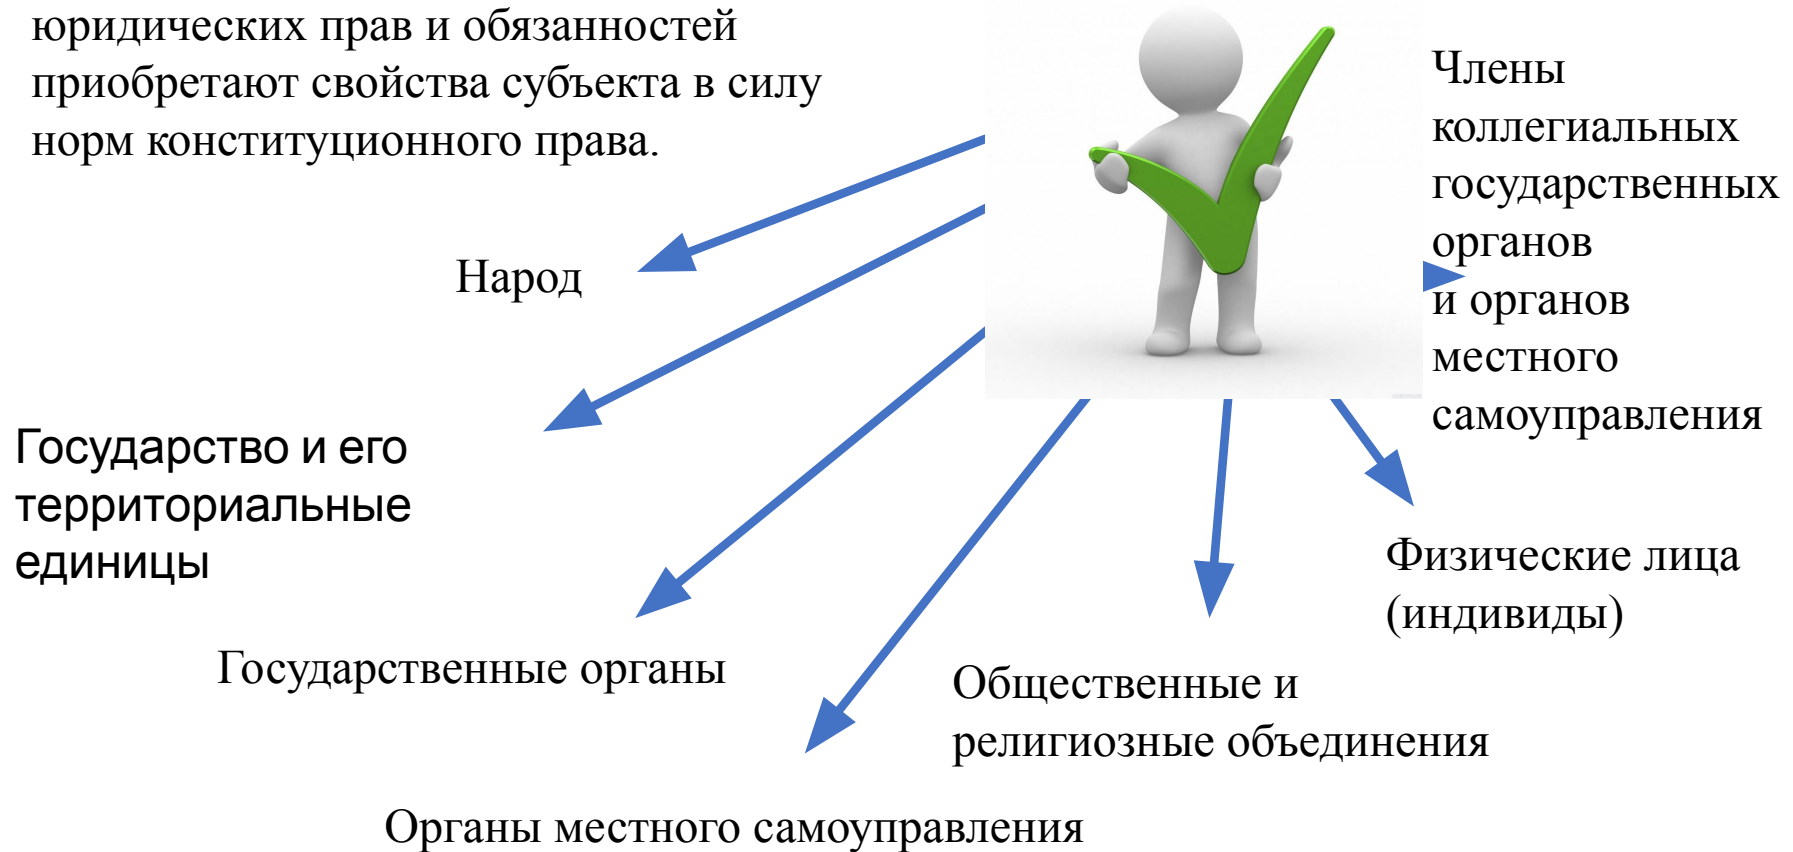 юридических прав и обязанностей
приобретают свойства субъекта в силу
норм конституционного права.
Члены
коллегиальных
государственных
органов
и органов
местного
самоуправления
Народ
Государство и его
территориальные
единицы
Физические лица
(индивиды)
Государственные органы
Общественные и
религиозные объединения
Органы местного самоуправления